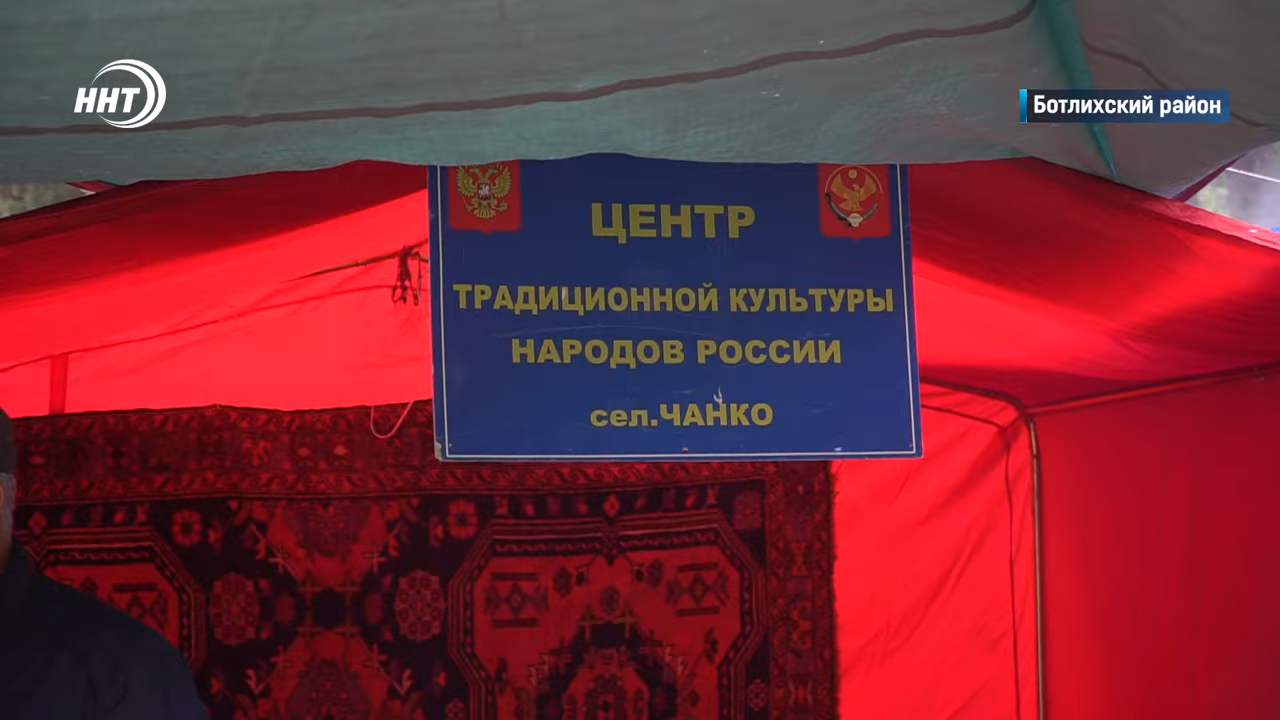 ННТ
Ботлихский район
ЦЕНТР
ТРАДИЦИОННОЙ КУЛЬТУРЫ
НАРОДОВ РОССИИ
сел.ЧАНКО